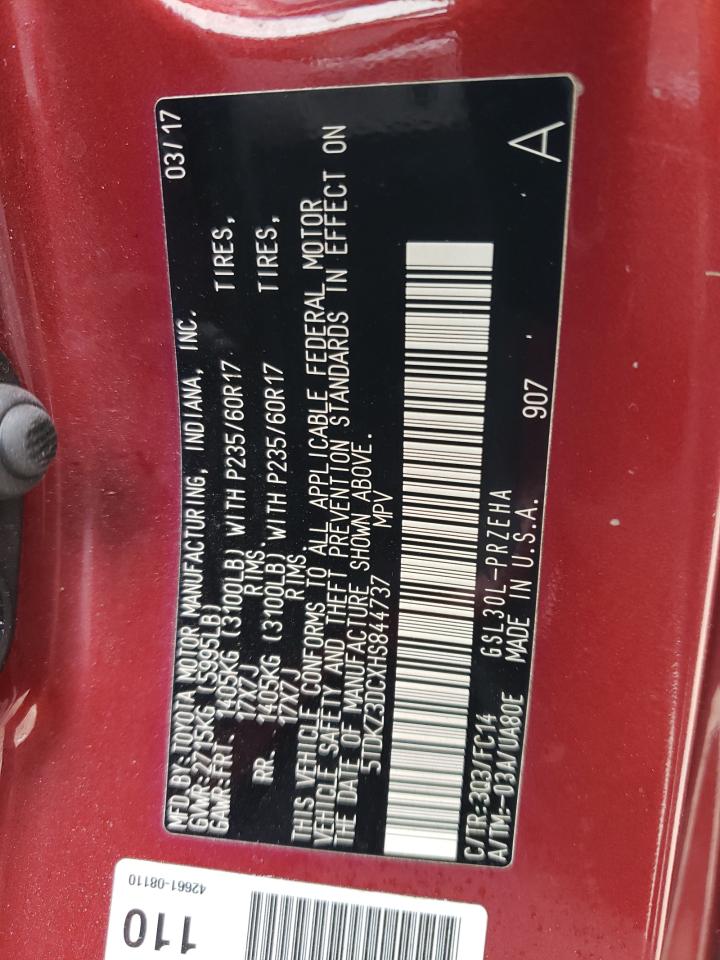 MFD.BY:TOYOTA MOTOR MANUFACTURING, INDIANA, INC. 03/17
GVWR:2715KG (5995LB)
GAWR:FRT. 1405KG (3100LB) WITH P235/60R17 TIRES,
17X7J RIMS.
RR. 1405KG (3100LB) WITH P235/60R17 TIRES,
17X7J RIMS.
THIS VEHICLE CONFORMS TO ALL APPLICABLE FEDERAL MOTOR
VEHICLE SAFETY AND THEFT PREVENTION STANDARDS IN EFFECT ON
THE DATE OF MANUFACTURE SHOWN ABOVE.
5TDKZ3DCXHS844737 MPV
C/TR:3Q3/FC14 GSL30L-PRZEHA
A/TM:-03A/UA80E MADE IN U.S.A. 907
A
42661-08110
110